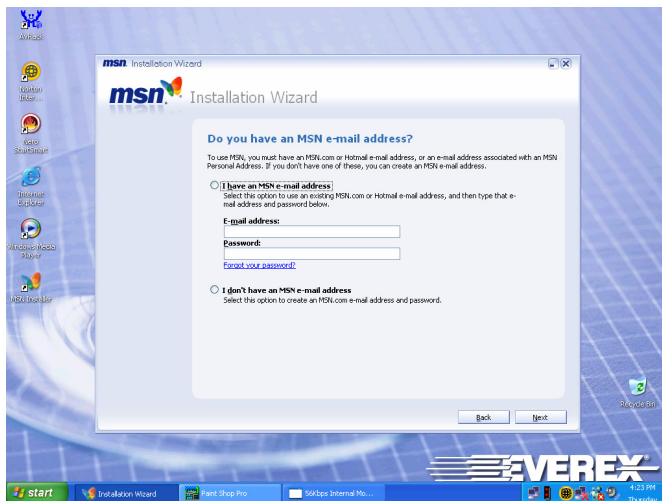 AvRack
Norton
Inter...
Nero
StartSmart
Internet
Explorer
Windows Media
Player
MSN Installer
msn. Installation Wizard
msn Installation Wizard
Do you have an MSN e-mail address?
To use MSN, you must have an MSN.com or Hotmail e-mail address, or an e-mail address associated with an MSN
Personal Address. If you don't have one of these, you can create an MSN e-mail address.
I have an MSN e-mail address
Select this option to use an existing MSN.com or Hotmail e-mail address, and then type that e-
mail address and password below.
E-mail address:
Password:
Forgot your password?
I don't have an MSN e-mail address
Select this option to create an MSN.com e-mail address and password.
Back Next
Recycle Bin
EVEREX
start Installation Wizard Paint Shop Pro 56Kbps Internal Mo... 4:23 PM
Thursday